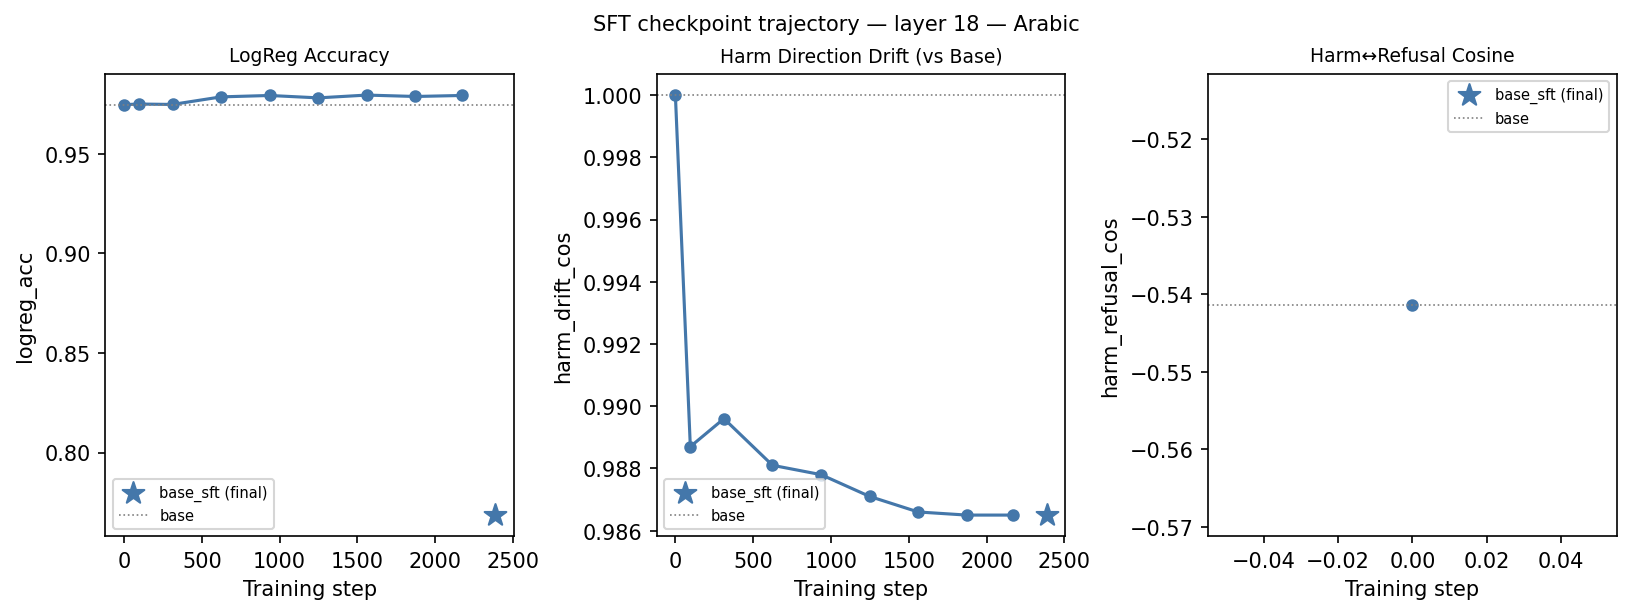 SFT checkpoint trajectory — layer 18 — Arabic
LogReg Accuracy
logreg_acc
0.95
0.90
0.85
0.80
base_sft (final)
base
0
500
1000
1500
2000
2500
Training step
Harm Direction Drift (vs Base)
harm_drift_cos
1.000
0.998
0.996
0.994
0.992
0.990
0.988
0.986
base_sft (final)
base
0
500
1000
1500
2000
2500
Training step
Harm↔Refusal Cosine
harm_refusal_cos
−0.52
−0.53
−0.54
−0.55
−0.56
−0.57
base_sft (final)
base
−0.04
−0.02
0.00
0.02
0.04
Training step